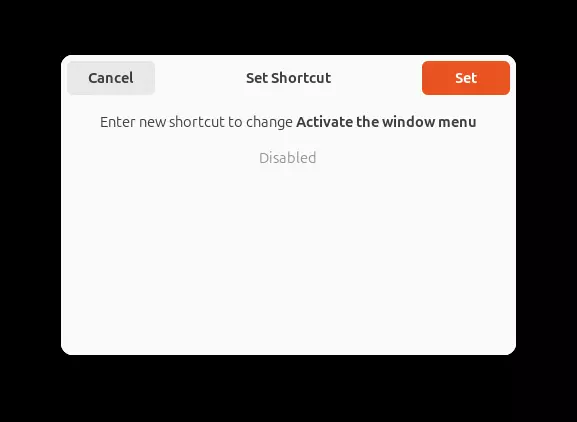 Cancel Set Shortcut Set
Enter new shortcut to change Activate the window menu
Disabled